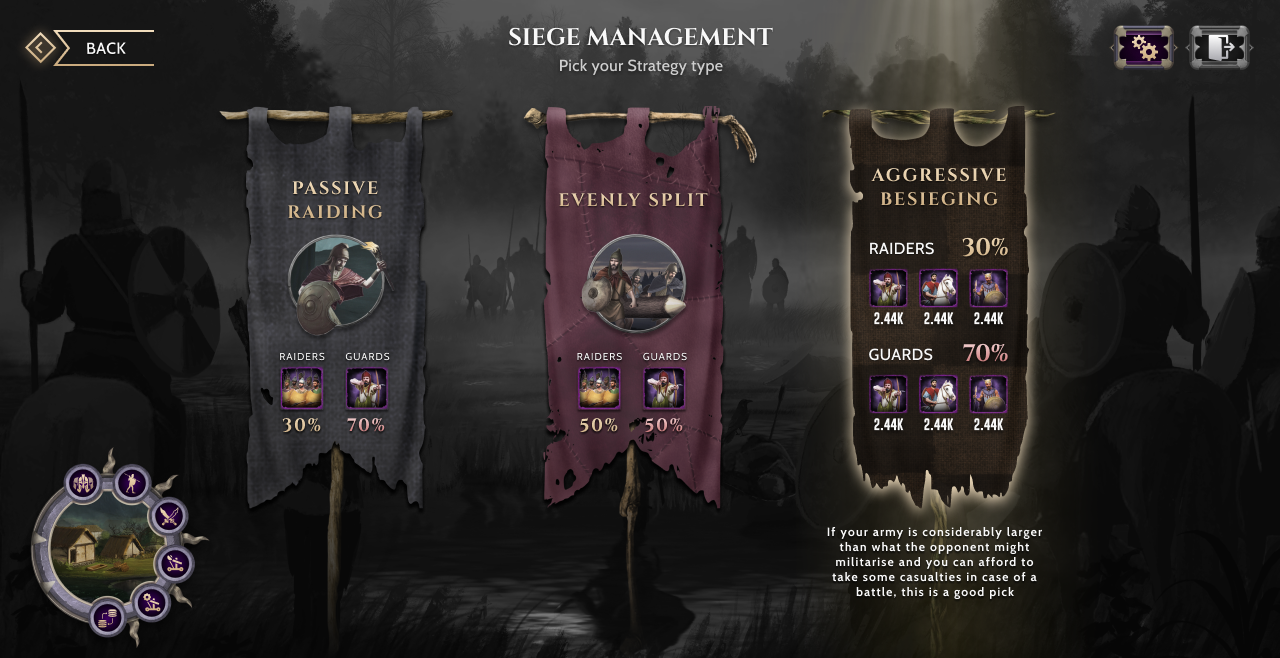 BACK
SIEGE MANAGEMENT
Pick your Strategy type
PASSIVE
RAIDING
RAIDERS GUARDS
30% 70%
EVENLY SPLIT
RAIDERS GUARDS
50% 50%
AGGRESSIVE
BESIEGING
RAIDERS 30%
2.44K 2.44K 2.44K
GUARDS 70%
2.44K 2.44K 2.44K
If your army is considerably larger
than what the opponent might
militarise and you can afford to
take some casualties in case of a
battle, this is a good pick